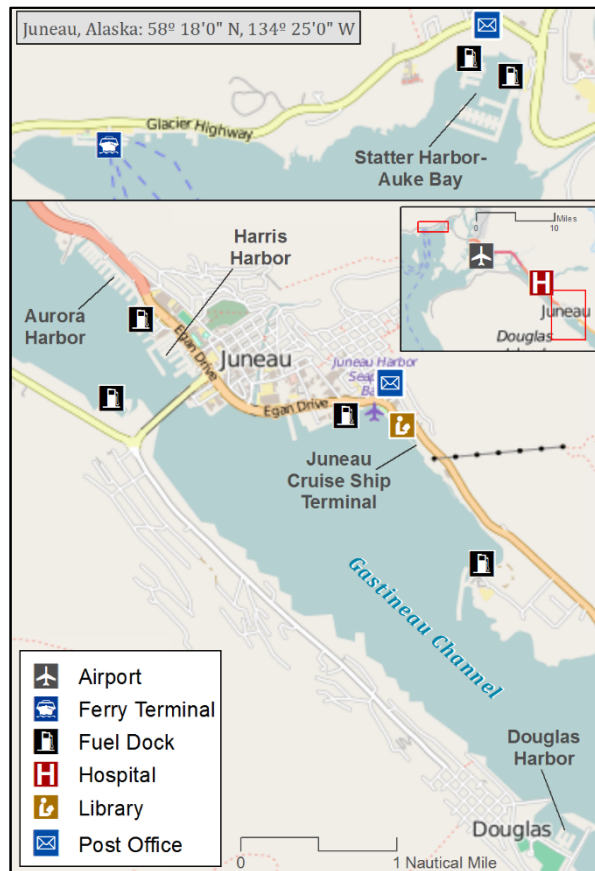 Juneau, Alaska: 58º 18'0" N, 134º 25'0" W
Glacier Highway
Statter Harbor-
Auke Bay
Miles
0
10
Juneau
Douglas
Harris
Harbor
Aurora
Harbor
Egan Drive
Juneau
Juneau Harbor
Egan Drive
Juneau
Cruise Ship
Terminal
Gastineau Channel
Airport
Ferry Terminal
Fuel Dock
Hospital
Library
Post Office
Douglas
Harbor
Douglas
0
1 Nautical Mile